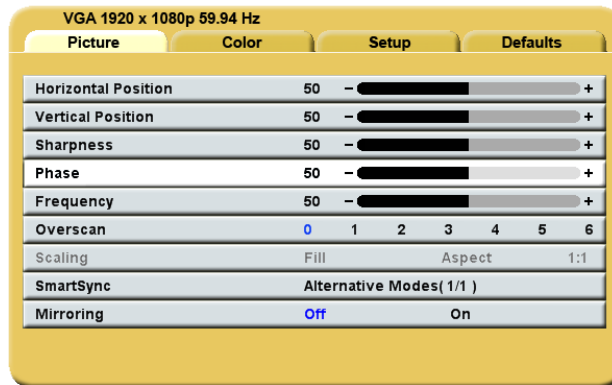 VGA 1920 x 1080p 59.94 Hz
Picture Color Setup Defaults
Horizontal Position 50 - +
Vertical Position 50 - +
Sharpness 50 - +
Phase 50 - +
Frequency 50 - +
Overscan 0 1 2 3 4 5 6
Scaling Fill Aspect 1:1
SmartSync Alternative Modes( 1/1 )
Mirroring Off On